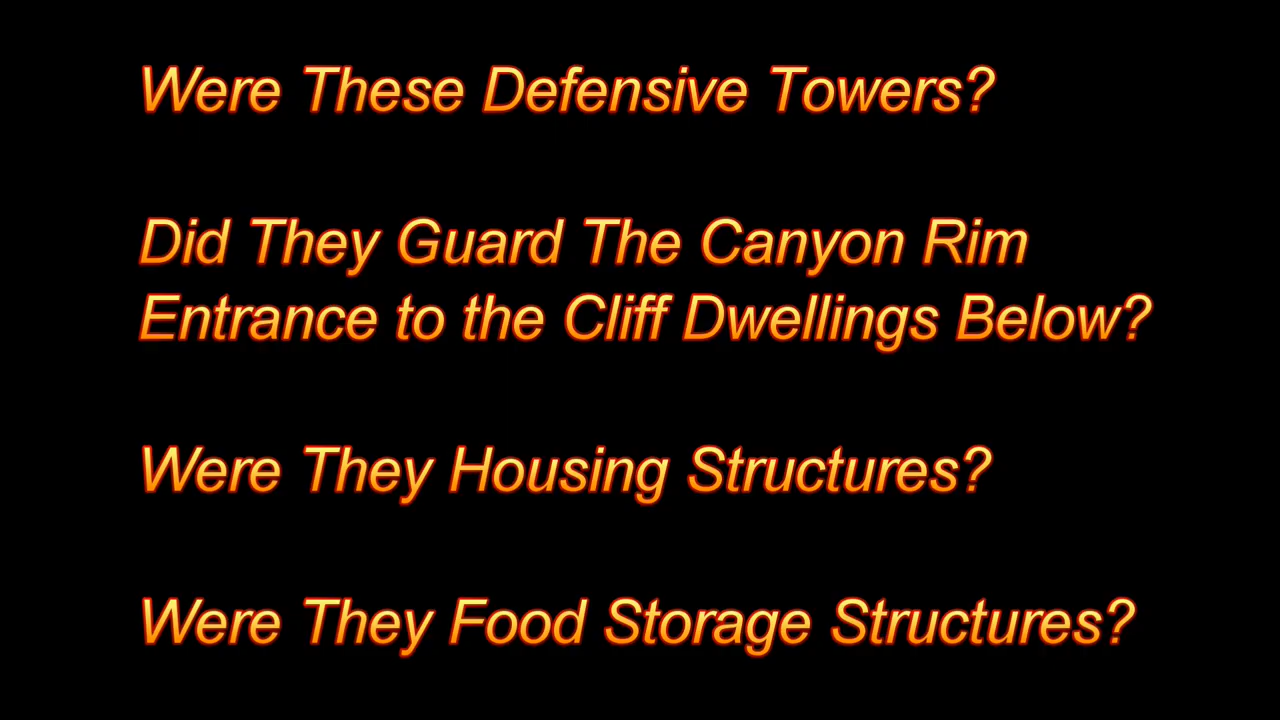 Were These Defensive Towers?
Did They Guard The Canyon Rim
Entrance to the Cliff Dwellings Below?
Were They Housing Structures?
Were They Food Storage Structures?